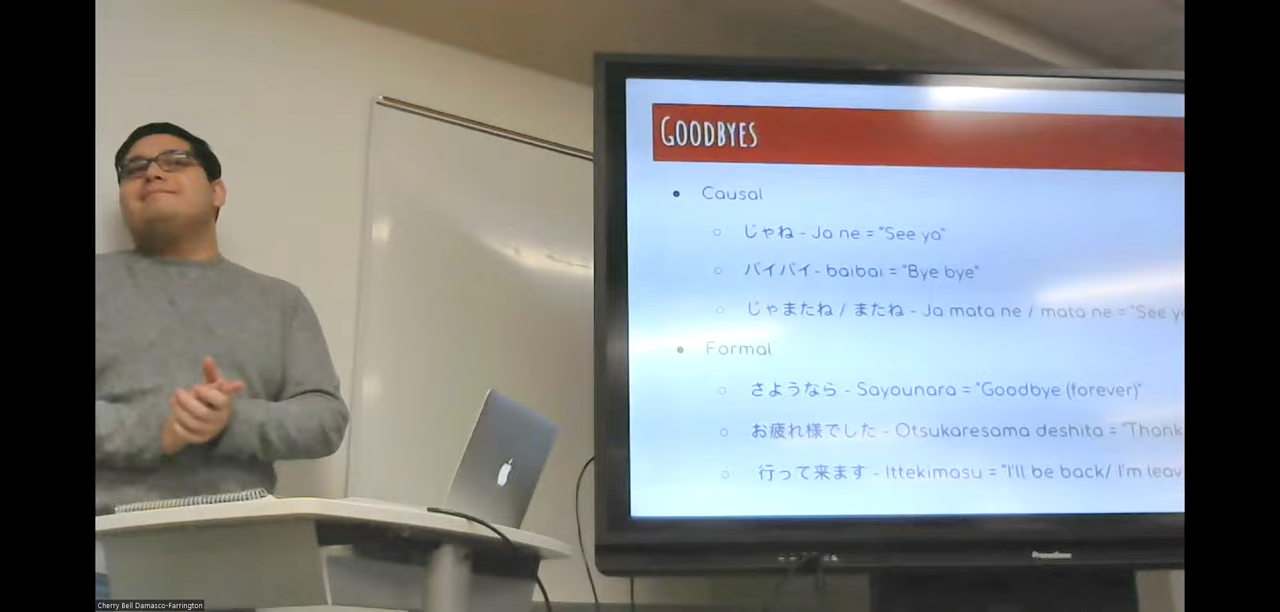 GOODBYES
• Causal
○ じゃね - Ja ne = "See ya"
○ バイバイ- baibai = "Bye bye"
○ じゃまたね / またね - Ja mata ne / mata ne = "See
• Formal
○ さようなら - Sayounara = "Goodbye (forever)"
○ お疲れ様でした - Otsukaresama deshita = "Thank
○ 行って来ます - Ittekimasu = "I'll be back/ I'm
Promethean
Cherry Bell Damasco-Farrington